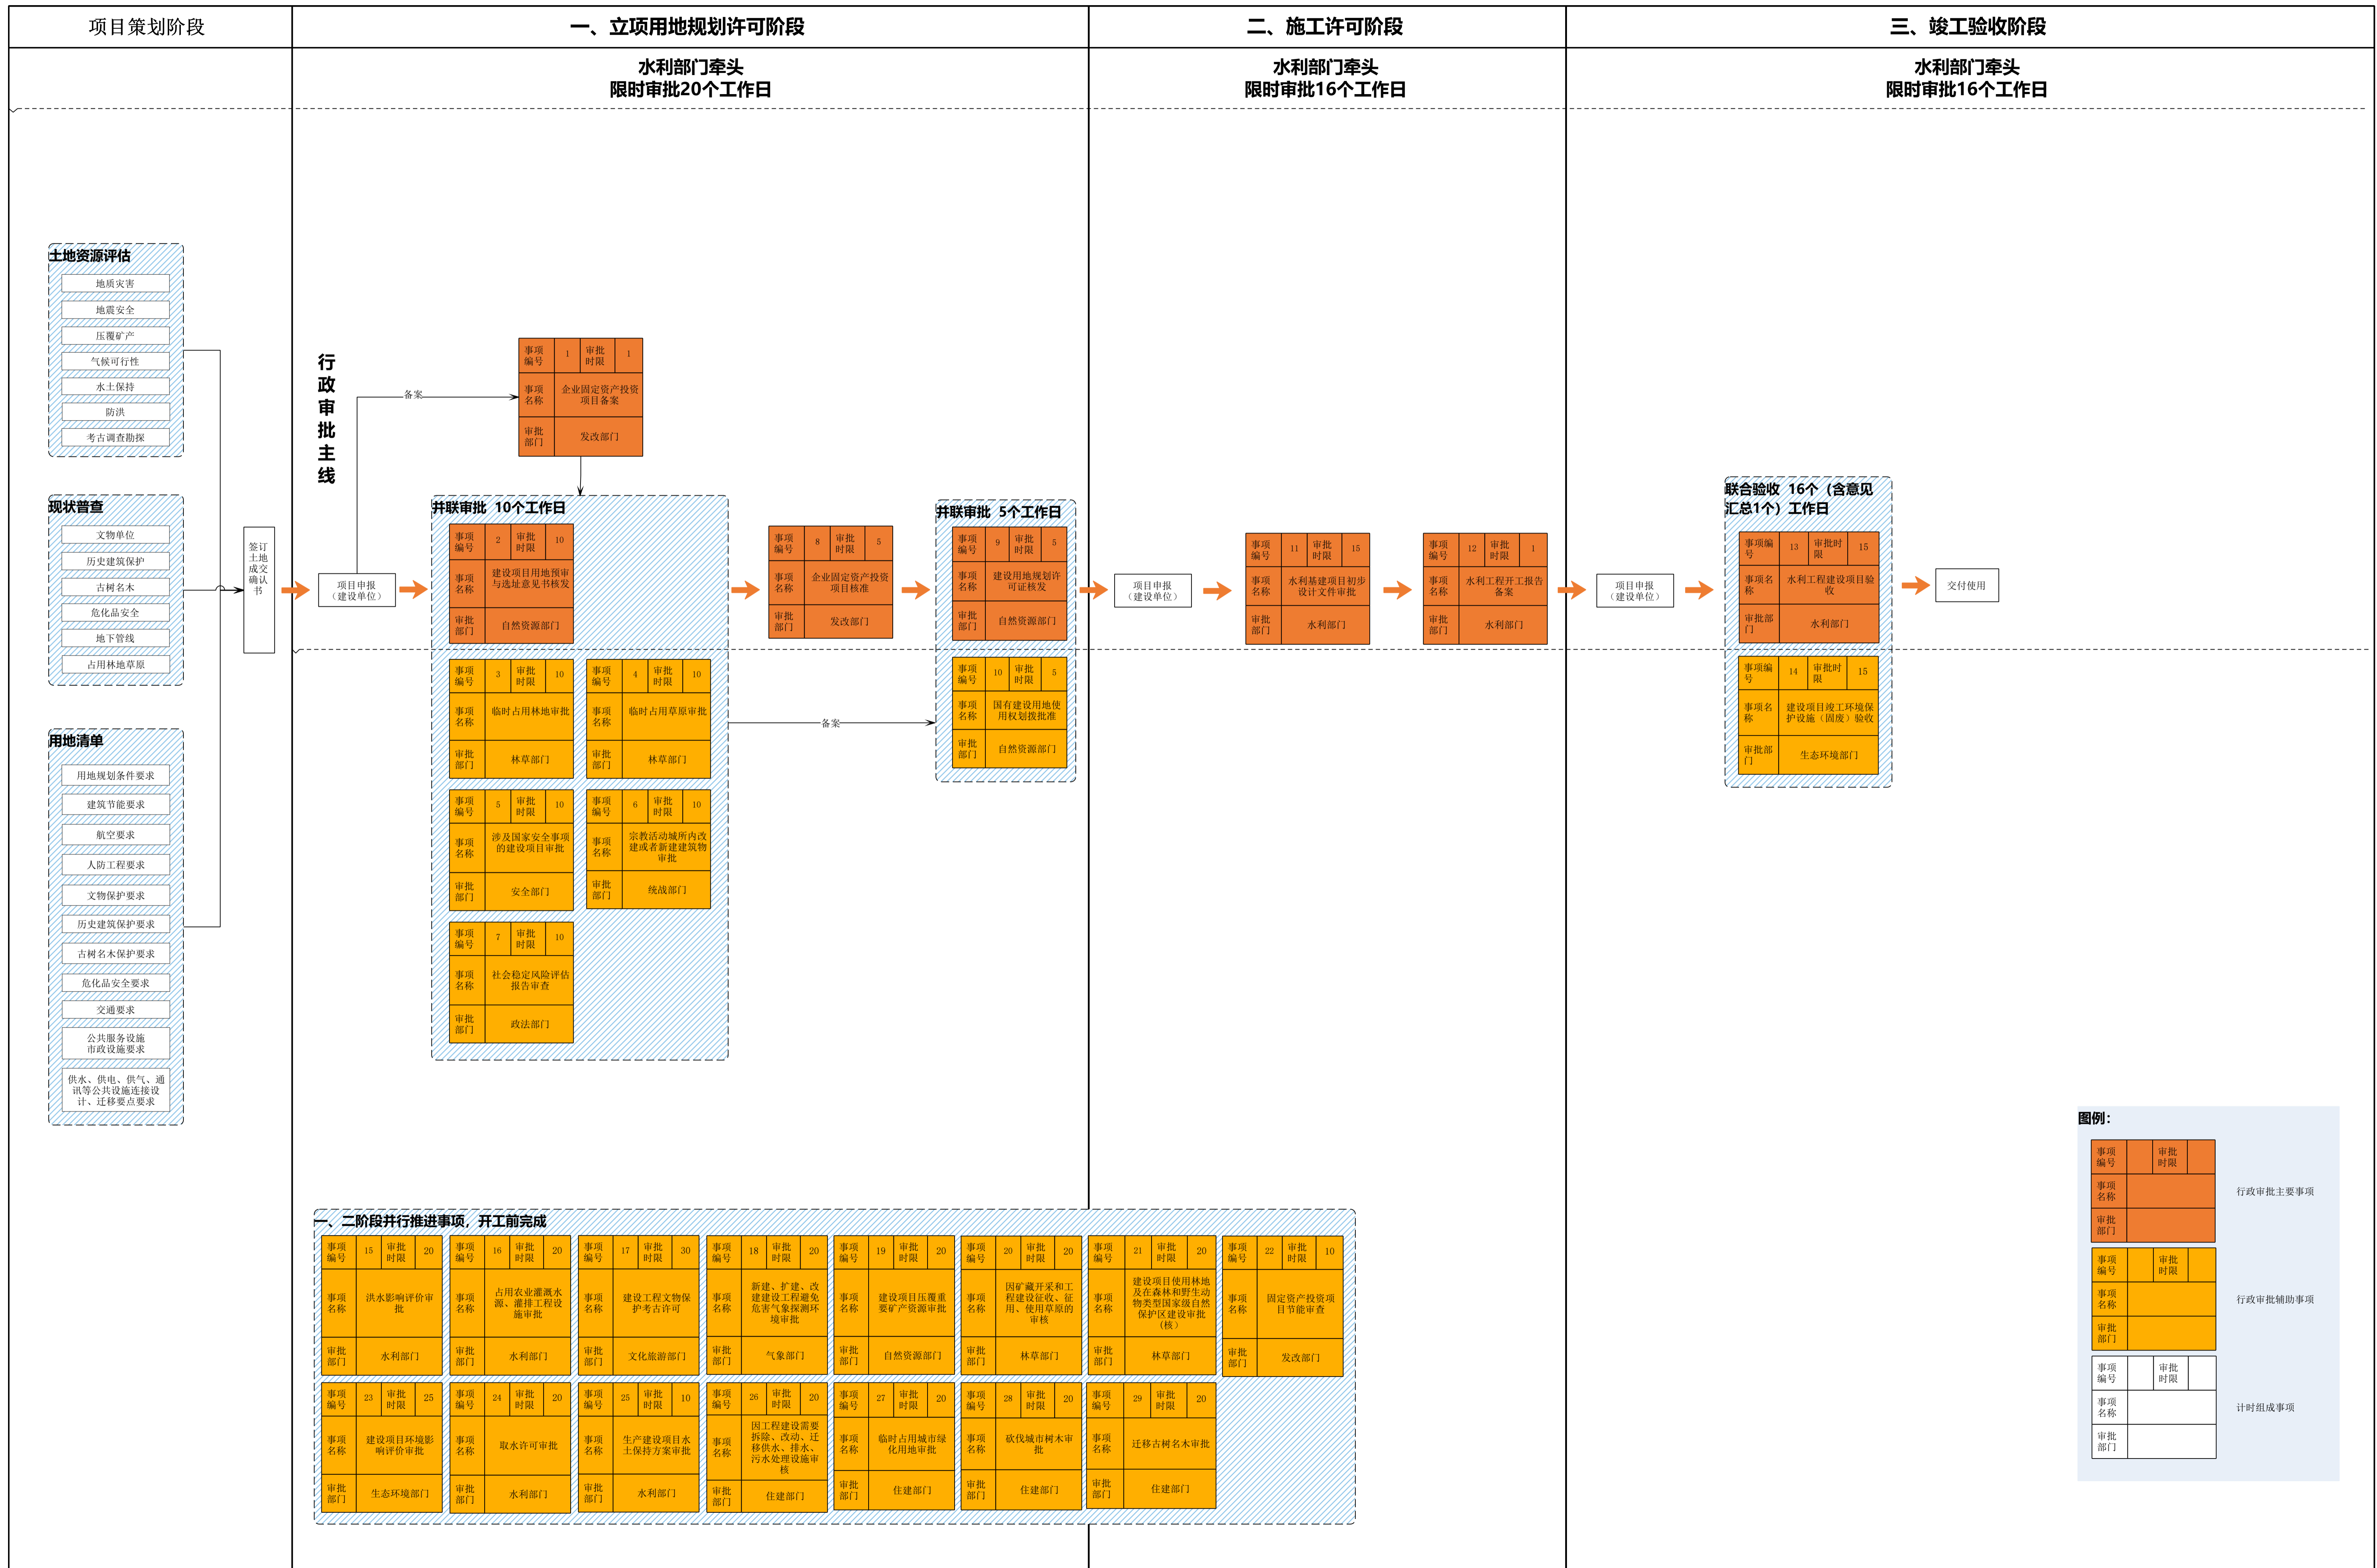 项目策划阶段
一、立项用地规划许可阶段
二、施工许可阶段
三、竣工验收阶段
水利部门牵头
限时审批20个工作日
水利部门牵头
限时审批16个工作日
水利部门牵头
限时审批16个工作日
土地资源评估
地质灾害
地震安全
压覆矿产
气候可行性
水土保持
防洪
考古调查勘探
现状普查
文物单位
历史建筑保护
古树名木
危化品安全
地下管线
占用林地草原
用地清单
用地规划条件要求
建筑节能要求
航空要求
人防工程要求
文物保护要求
历史建筑保护要求
古树名木保护要求
危化品安全要求
交通要求
公共服务设施
市政设施要求
供水、供电、供气、通
讯等公共设施连接设
计、迁移要点要求
签订
土地
成交
确认
书
行
政
审
批
主
线
项目申报
（建设单位）
备案
事项
编号
1
审批
时限
1
事项
名称
企业固定资产投资
项目备案
审批
部门
发改部门
并联审批 10个工作日
事项
编号
2
审批
时限
10
事项
名称
建设项目用地预审
与选址意见书核发
审批
部门
自然资源部门
事项
编号
3
审批
时限
10
事项
名称
临时占用林地审批
审批
部门
林草部门
事项
编号
4
审批
时限
10
事项
名称
临时占用草原审批
审批
部门
林草部门
事项
编号
5
审批
时限
10
事项
名称
涉及国家安全事项
的建设项目审批
审批
部门
安全部门
事项
编号
6
审批
时限
10
事项
名称
宗教活动城所内改
建或者新建建筑物
审批
审批
部门
统战部门
事项
编号
7
审批
时限
10
事项
名称
社会稳定风险评估
报告审查
审批
部门
政法部门
事项
编号
8
审批
时限
5
事项
名称
企业固定资产投资
项目核准
审批
部门
发改部门
备案
并联审批 5个工作日
事项
编号
9
审批
时限
5
事项
名称
建设用地规划许
可证核发
审批
部门
自然资源部门
事项
编号
10
审批
时限
5
事项
名称
国有建设用地使
用权划拨批准
审批
部门
自然资源部门
项目申报
（建设单位）
事项
编号
11
审批
时限
15
事项
名称
水利基建项目初步
设计文件审批
审批
部门
水利部门
事项
编号
12
审批
时限
1
事项
名称
水利工程开工报告
备案
审批
部门
水利部门
项目申报
（建设单位）
联合验收 16个（含意见
汇总1个）工作日
事项编
号
13
审批时
限
15
事项名
称
水利工程建设项目验
收
审批部
门
水利部门
事项编
号
14
审批时
限
15
事项名
称
建设项目竣工环境保
护设施（固废）验收
审批部
门
生态环境部门
交付使用
一、二阶段并行推进事项，开工前完成
事项
编号
15
审批
时限
20
事项
名称
洪水影响评价审
批
审批
部门
水利部门
事项
编号
16
审批
时限
20
事项
名称
占用农业灌溉水
源、灌排工程设
施审批
审批
部门
水利部门
事项
编号
17
审批
时限
30
事项
名称
建设工程文物保
护考古许可
审批
部门
文化旅游部门
事项
编号
18
审批
时限
20
事项
名称
新建、扩建、改
建建设工程避免
危害气象探测环
境审批
审批
部门
气象部门
事项
编号
19
审批
时限
20
事项
名称
建设项目压覆重
要矿产资源审批
审批
部门
自然资源部门
事项
编号
20
审批
时限
20
事项
名称
因矿藏开采和工
程建设征收、征
用、使用草原的
审核
审批
部门
林草部门
事项
编号
21
审批
时限
20
事项
名称
建设项目使用林地
及在森林和野生动
物类型国家级自然
保护区建设审批
（核）
审批
部门
林草部门
事项
编号
22
审批
时限
10
事项
名称
固定资产投资项
目节能审查
审批
部门
发改部门
事项
编号
23
审批
时限
25
事项
名称
建设项目环境影
响评价审批
审批
部门
生态环境部门
事项
编号
24
审批
时限
20
事项
名称
取水许可审批
审批
部门
水利部门
事项
编号
25
审批
时限
10
事项
名称
生产建设项目水
土保持方案审批
审批
部门
水利部门
事项
编号
26
审批
时限
20
事项
名称
因工程建设需要
拆除、改动、迁
移供水、排水、
污水处理设施审
核
审批
部门
住建部门
事项
编号
27
审批
时限
20
事项
名称
临时占用城市绿
化用地审批
审批
部门
住建部门
事项
编号
28
审批
时限
20
事项
名称
砍伐城市树木审
批
审批
部门
住建部门
事项
编号
29
审批
时限
20
事项
名称
迁移古树名木审批
审批
部门
住建部门
图例：
事项
编号
审批
时限
事项
名称
审批
部门
行政审批主要事项
事项
编号
审批
时限
事项
名称
审批
部门
行政审批辅助事项
事项
编号
审批
时限
事项
名称
审批
部门
计时组成事项